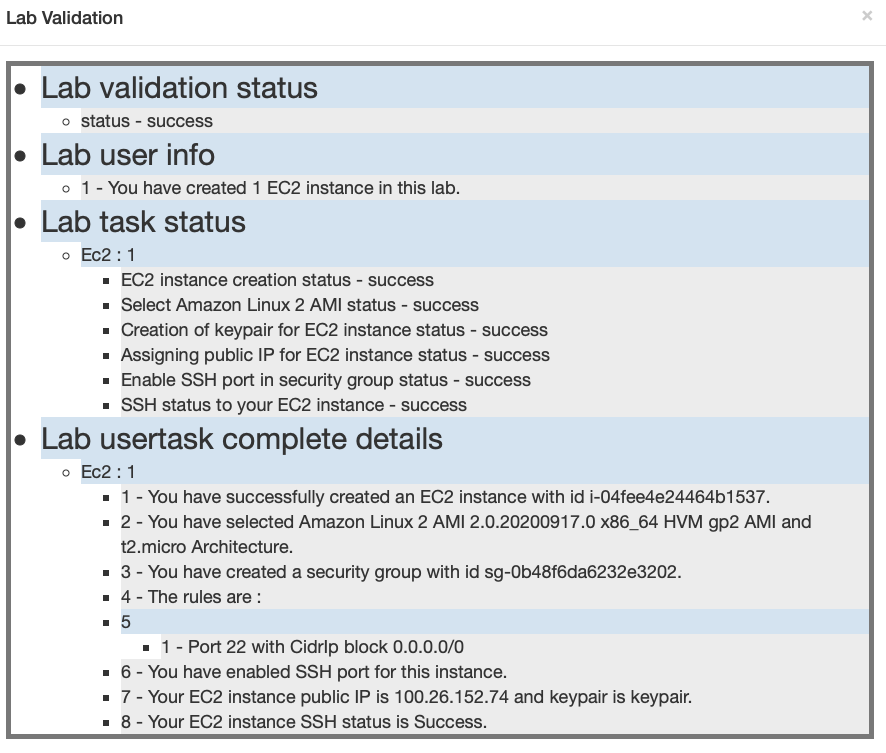 Lab Validation
×
Lab validation status
status - success
Lab user info
1 - You have created 1 EC2 instance in this lab.
Lab task status
Ec2 : 1
EC2 instance creation status - success
Select Amazon Linux 2 AMI status - success
Creation of keypair for EC2 instance status - success
Assigning public IP for EC2 instance status - success
Enable SSH port in security group status - success
SSH status to your EC2 instance - success
Lab usertask complete details
Ec2 : 1
1 - You have successfully created an EC2 instance with id i-04fee4e24464b1537.
2 - You have selected Amazon Linux 2 AMI 2.0.20200917.0 x86_64 HVM gp2 AMI and
t2.micro Architecture.
3 - You have created a security group with id sg-0b48f6da6232e3202.
4 - The rules are :
5
1 - Port 22 with CidrIp block 0.0.0.0/0
6 - You have enabled SSH port for this instance.
7 - Your EC2 instance public IP is 100.26.152.74 and keypair is keypair.
8 - Your EC2 instance SSH status is Success.